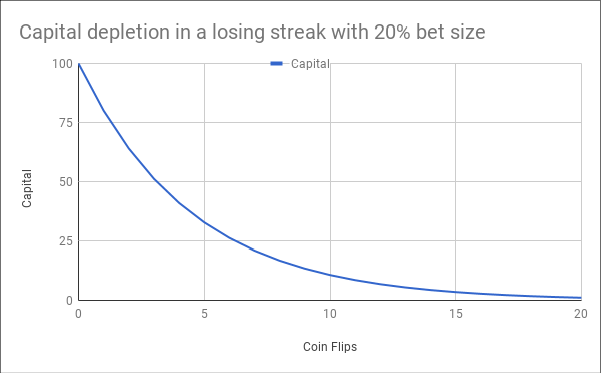 Capital depletion in a losing streak with 20% bet size
Capital
100
75
50
25
0
Capital
0 5 10 15 20
Coin Flips